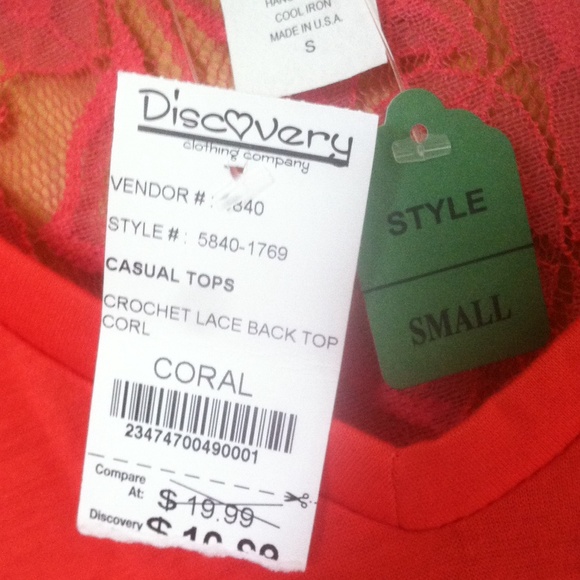 COOL IRON
MADE IN U.S.A.
S
Discovery
clothing company
VENDOR # :
STYLE # : 5840-1769
CASUAL TOPS
CROCHET LACE BACK TOP
CORL
CORAL
23474700490001
Compare
At: $ 19.99
Discovery $
STYLE
SMALL